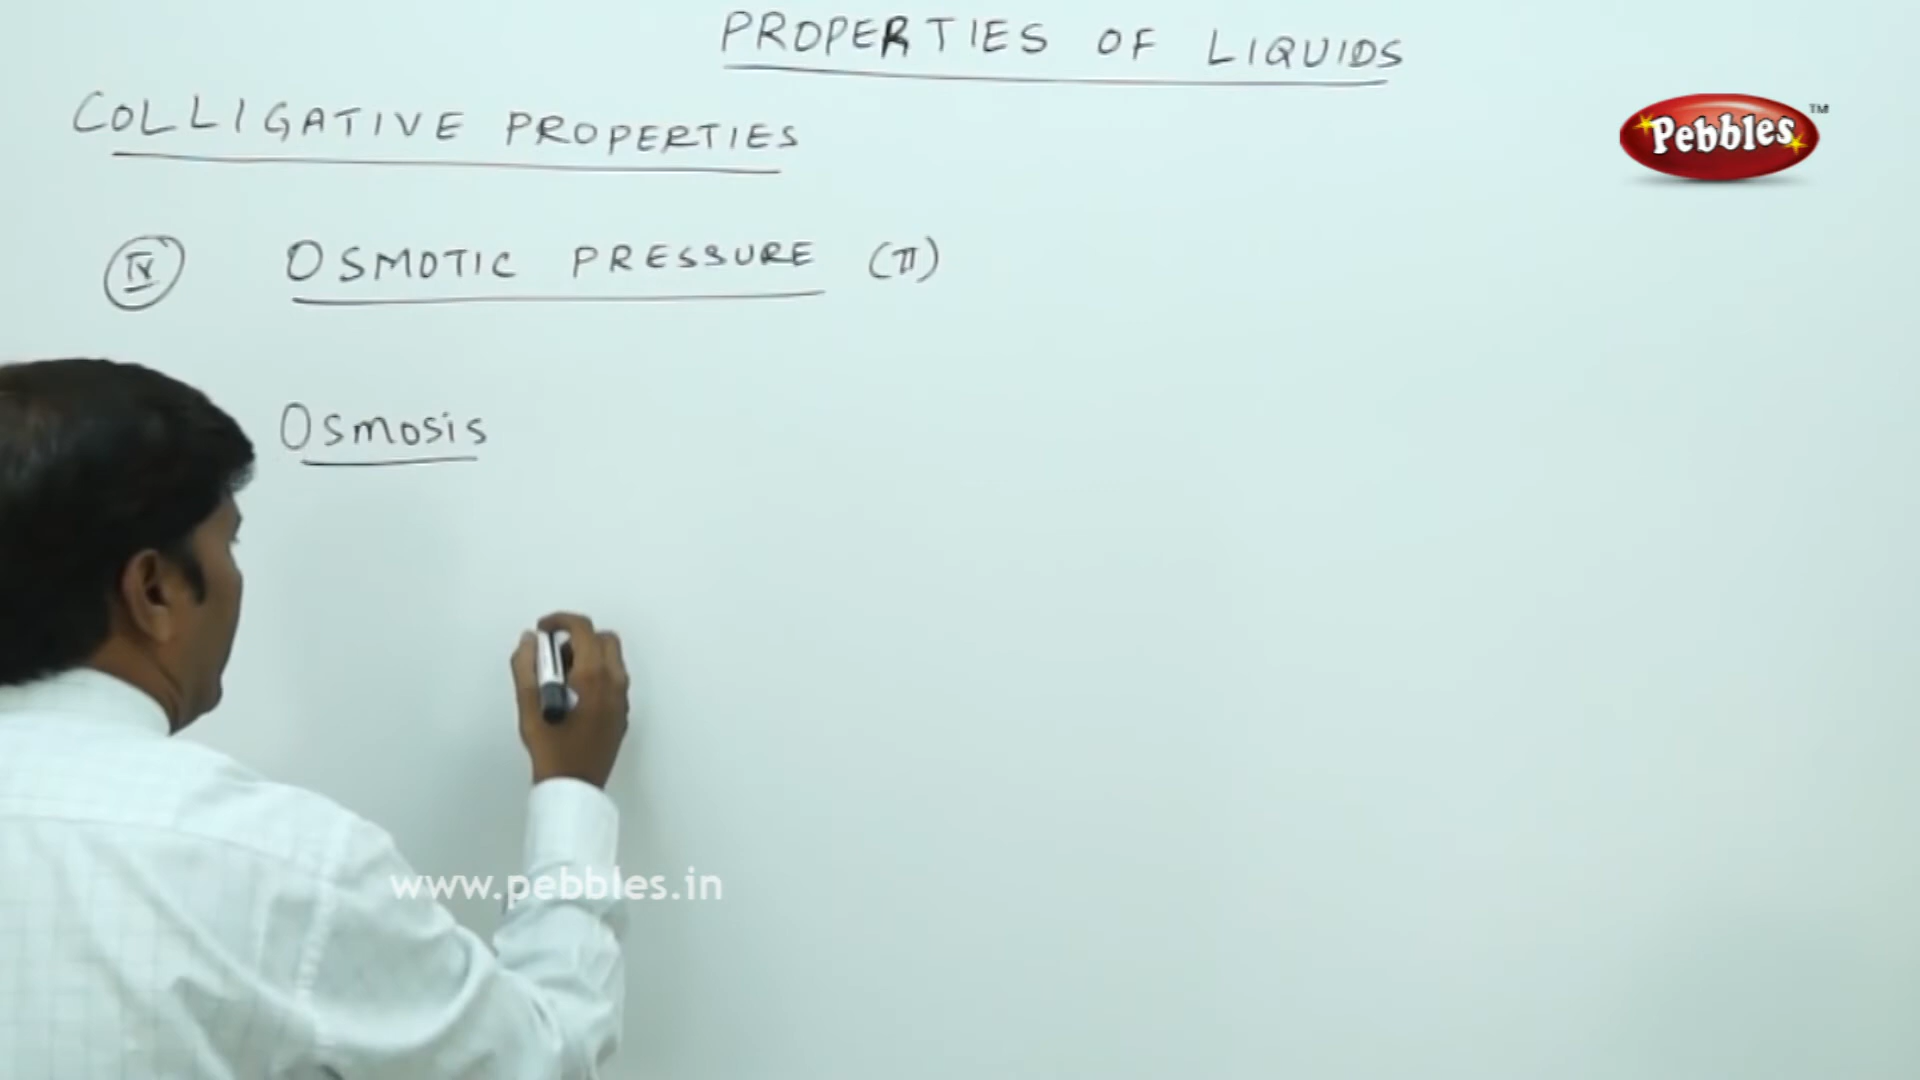 PROPERTIES OF LIQUIDS
COLLIGATIVE PROPERTIES
Pebbles™
IV OSMOTIC PRESSURE (π)
Osmosis
www.pebbles.in